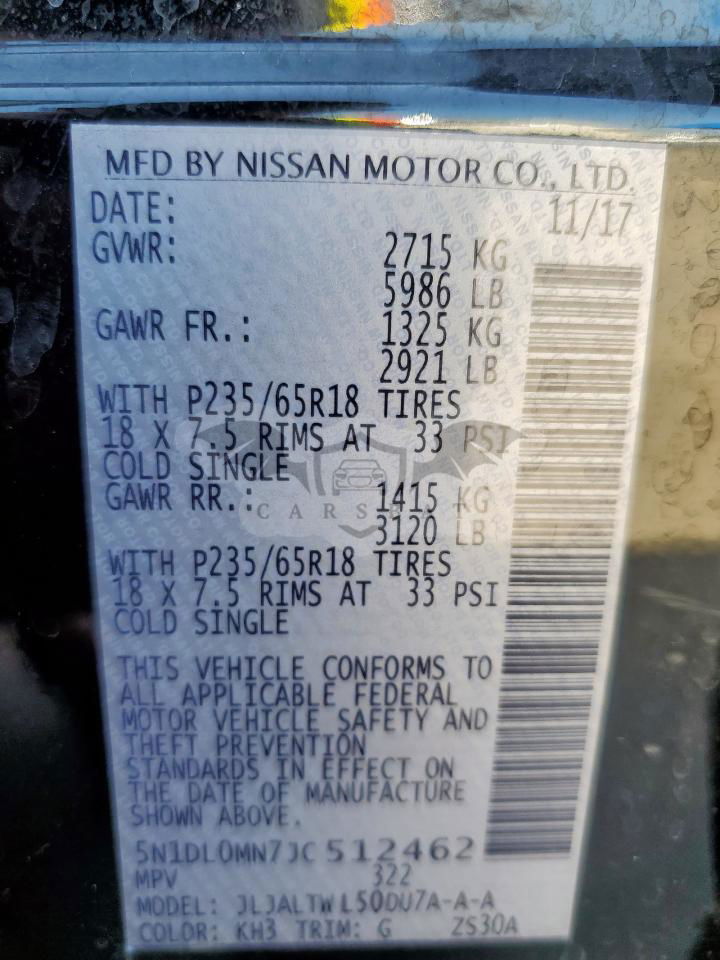 MFD BY NISSAN MOTOR CO., LTD.
DATE: 11/17
GVWR: 2715 KG
5986 LB
GAWR FR.: 1325 KG
2921 LB
WITH P235/65R18 TIRES
18 X 7.5 RIMS AT 33 PSI
COLD SINGLE
GAWR RR.: 1415 KG
CARS
3120 LB
WITH P235/65R18 TIRES
18 X 7.5 RIMS AT 33 PSI
COLD SINGLE
THIS VEHICLE CONFORMS TO
ALL APPLICABLE FEDERAL
MOTOR VEHICLE SAFETY AND
THEFT PREVENTION
STANDARDS IN EFFECT ON
THE DATE OF MANUFACTURE
SHOWN ABOVE.
5N1DL0MN7JC512462
MPV 322
MODEL: JLJALTWL50DU7A-A-A
COLOR: KH3 TRIM: G ZS30A